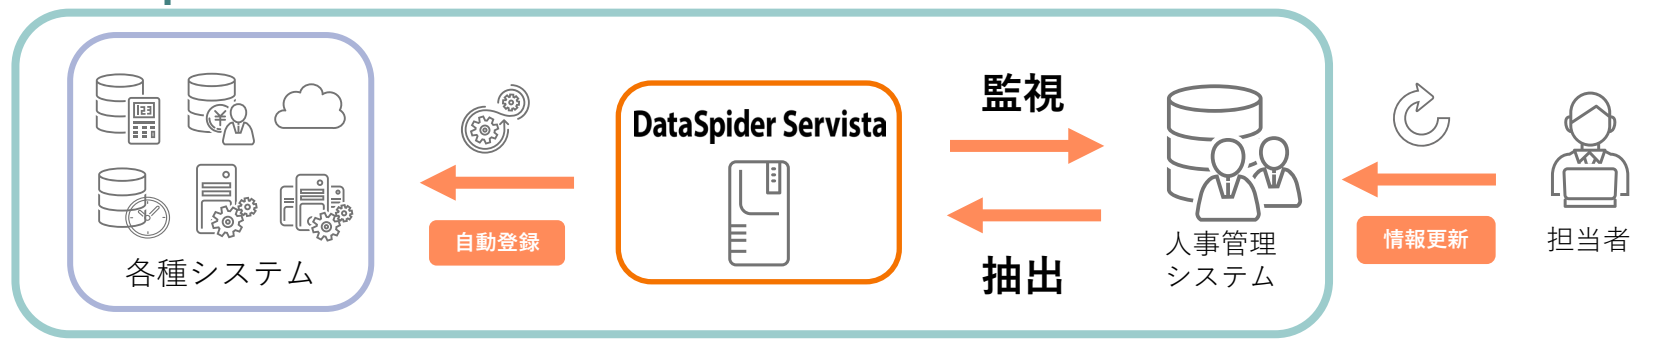 123
¥
各種システム
自動登録
DataSpider Servista
監視
抽出
人事管理
システム
情報更新
担当者